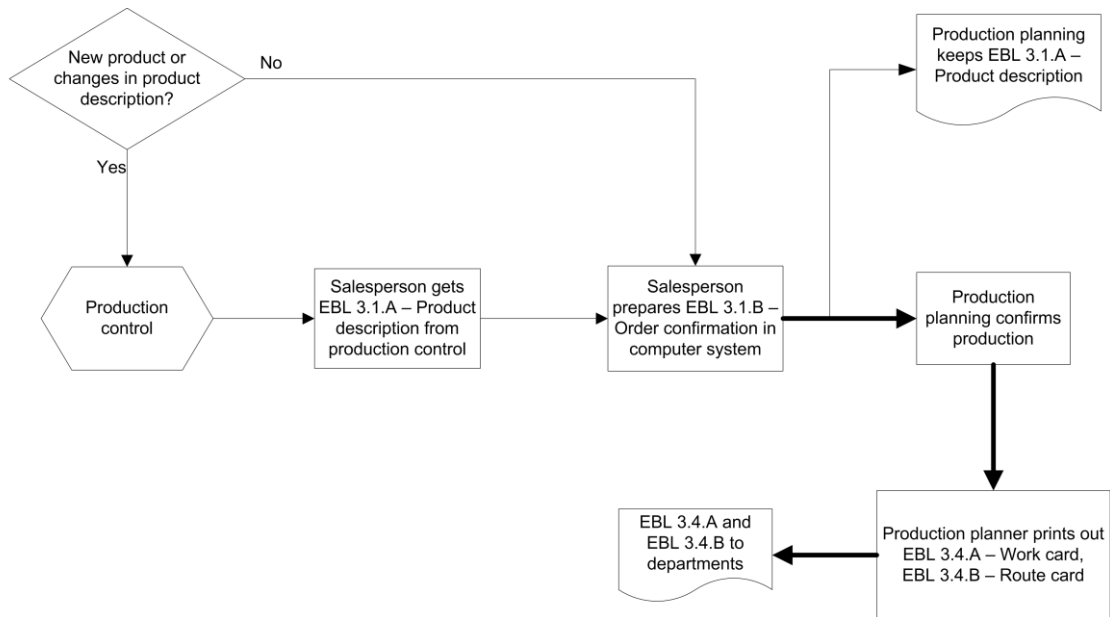 New product or
changes in product
description?
No
Yes
Production planning
keeps EBL 3.1.A –
Product description
Production
control
Salesperson gets
EBL 3.1.A – Product
description from
production control
Salesperson
prepares EBL 3.1.B –
Order confirmation in
computer system
Production
planning confirms
production
EBL 3.4.A and
EBL 3.4.B to
departments
Production planner prints out
EBL 3.4.A – Work card,
EBL 3.4.B – Route card